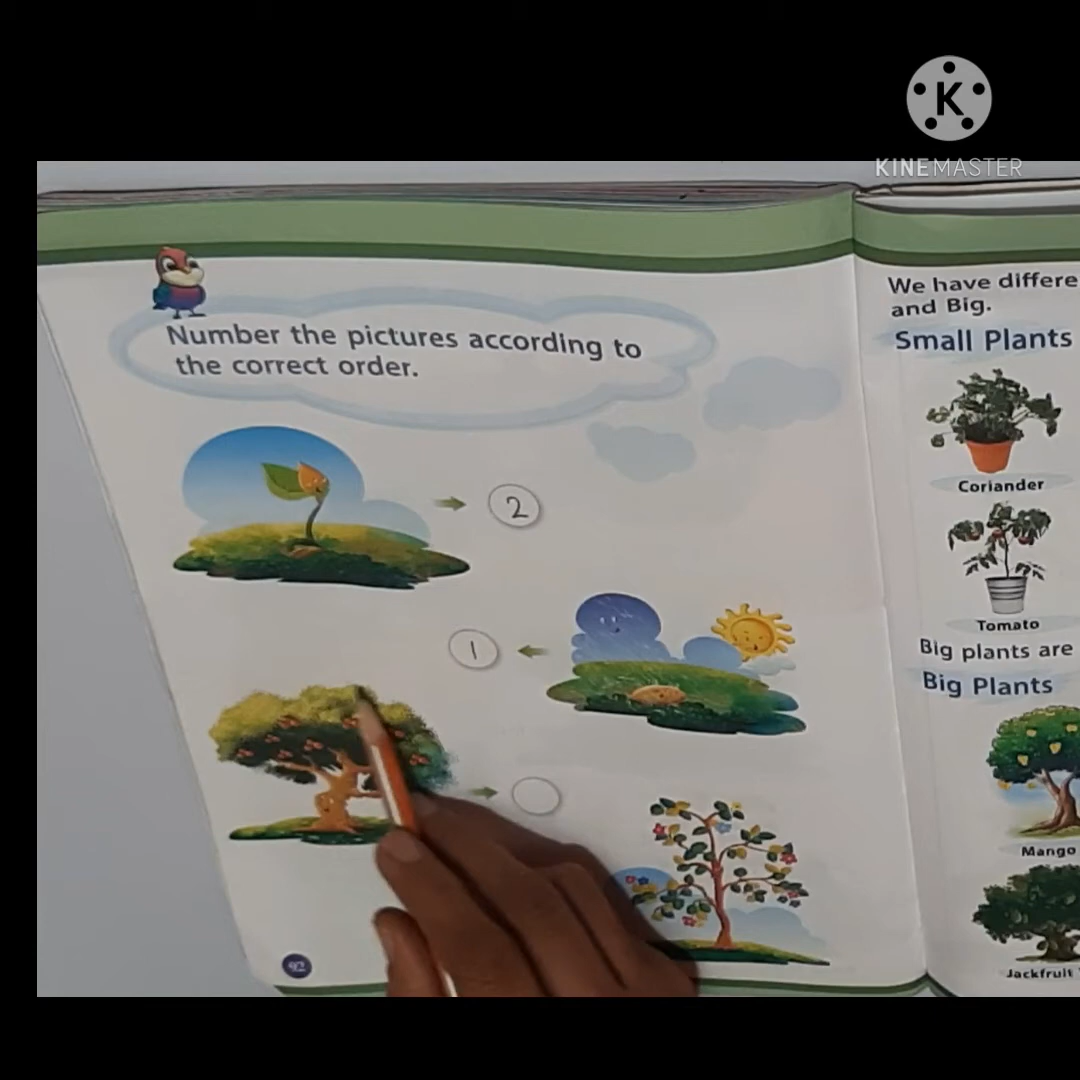 K
KINEMASTER
Number the pictures according to
the correct order.
2
1
92
We have differe
and Big.
Small Plants
Coriander
Tomato
Big plants are
Big Plants
Mango
Jackfruit